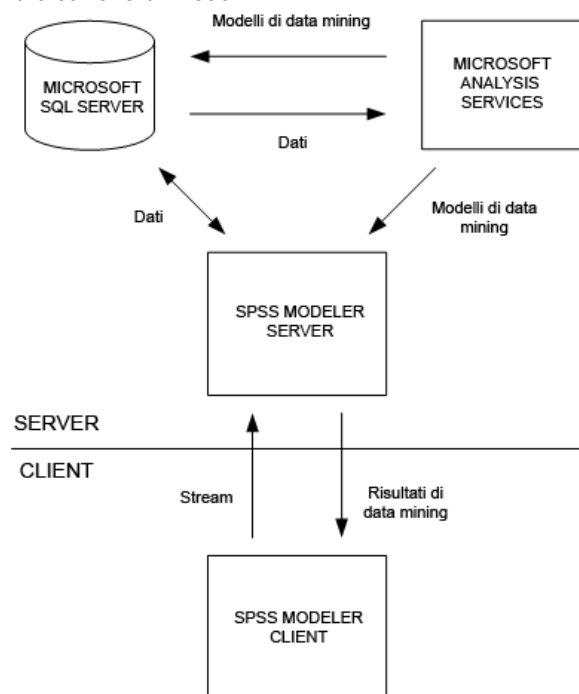 Modelli di data mining
MICROSOFT
SQL SERVER
MICROSOFT
ANALYSIS
SERVICES
Dati
Dati
Modelli di data
mining
SPSS MODELER
SERVER
SERVER
CLIENT
Stream
Risultati di
data mining
SPSS MODELER
CLIENT